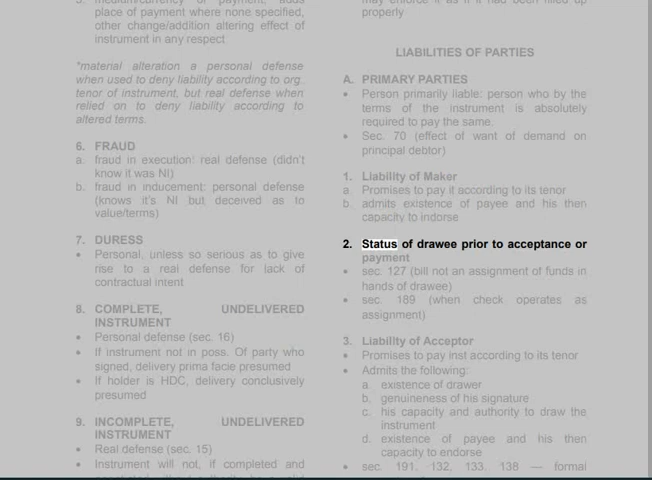 place of payment where none specified,
other change/addition altering effect of
instrument in any respect
*material alteration a personal defense
when used to deny liability according to org.
tenor of instrument, but real defense when
relied on to deny liability according to
altered terms.
6. FRAUD
a. fraud in execution: real defense (didn't
know it was NI)
b. fraud in inducement: personal defense
(knows it's NI but deceived as to
value/terms)
7. DURESS
• Personal, unless so serious as to give
rise to a real defense for lack of
contractual intent
8. COMPLETE, UNDELIVERED
INSTRUMENT
• Personal defense (sec. 16)
• If instrument not in poss. Of party who
signed, delivery prima facie presumed
• If holder is HDC, delivery conclusively
presumed
9. INCOMPLETE, UNDELIVERED
INSTRUMENT
• Real defense (sec. 15)
• Instrument will not, if completed and
properly
LIABILITIES OF PARTIES
A. PRIMARY PARTIES
• Person primarily liable: person who by the
terms of the instrument is absolutely
required to pay the same.
• Sec. 70 (effect of want of demand on
principal debtor)
1. Liability of Maker
a Promises to pay it according to its tenor
b. admits existence of payee and his then
capacity to indorse
2. Status of drawee prior to acceptance or
payment
• sec. 127 (bill not an assignment of funds in
hands of drawee)
• sec. 189 (when check operates as
assignment)
3. Liability of Acceptor
• Promises to pay inst according to its tenor
• Admits the following:
a. existence of drawer
b. genuineness of his signature
c. his capacity and authority to draw the
instrument
d. existence of payee and his then
capacity to endorse
• sec. 191, 132, 133, 138 — formal